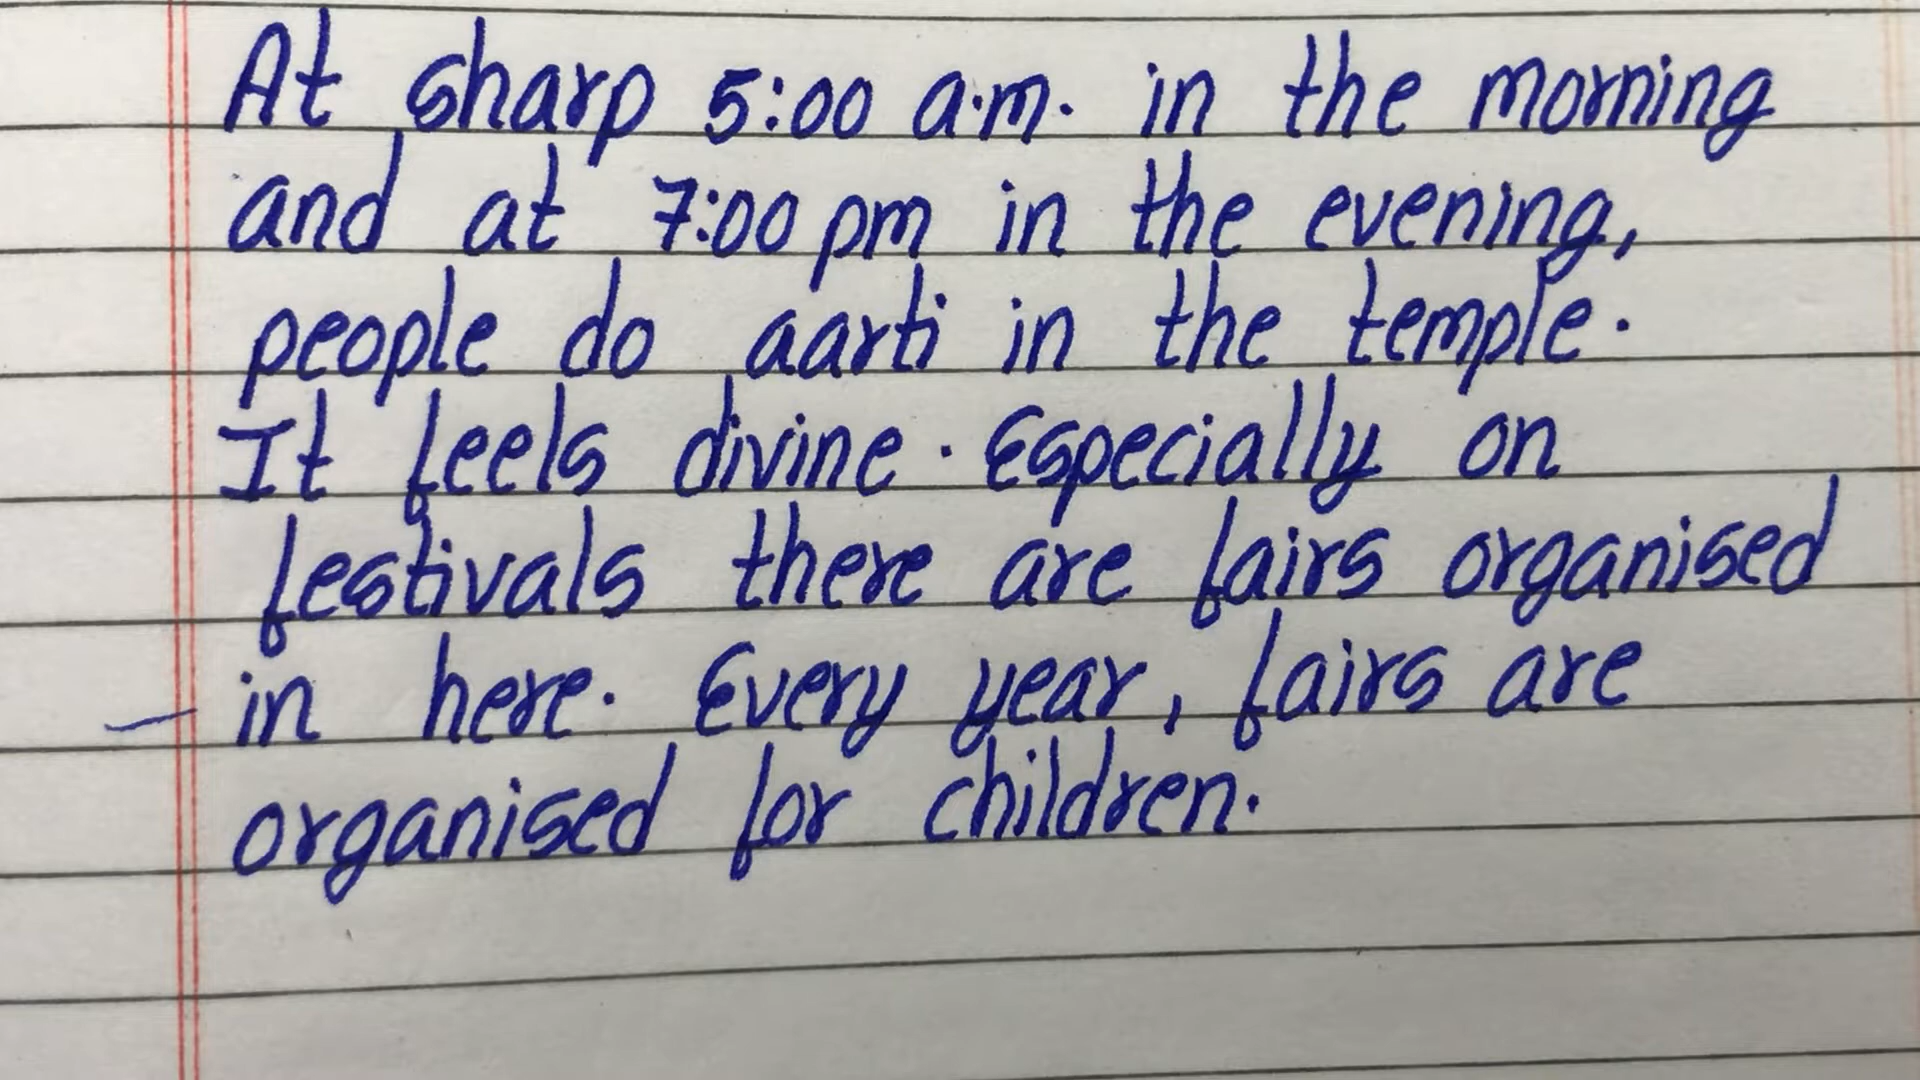 At sharp 5:00 a.m. in the morning
and at 7:00 pm in the evening,
people do aarti in the temple.
It feels divine. Especially on
festivals there are fairs organised
in here. Every year, fairs are
organised for children.